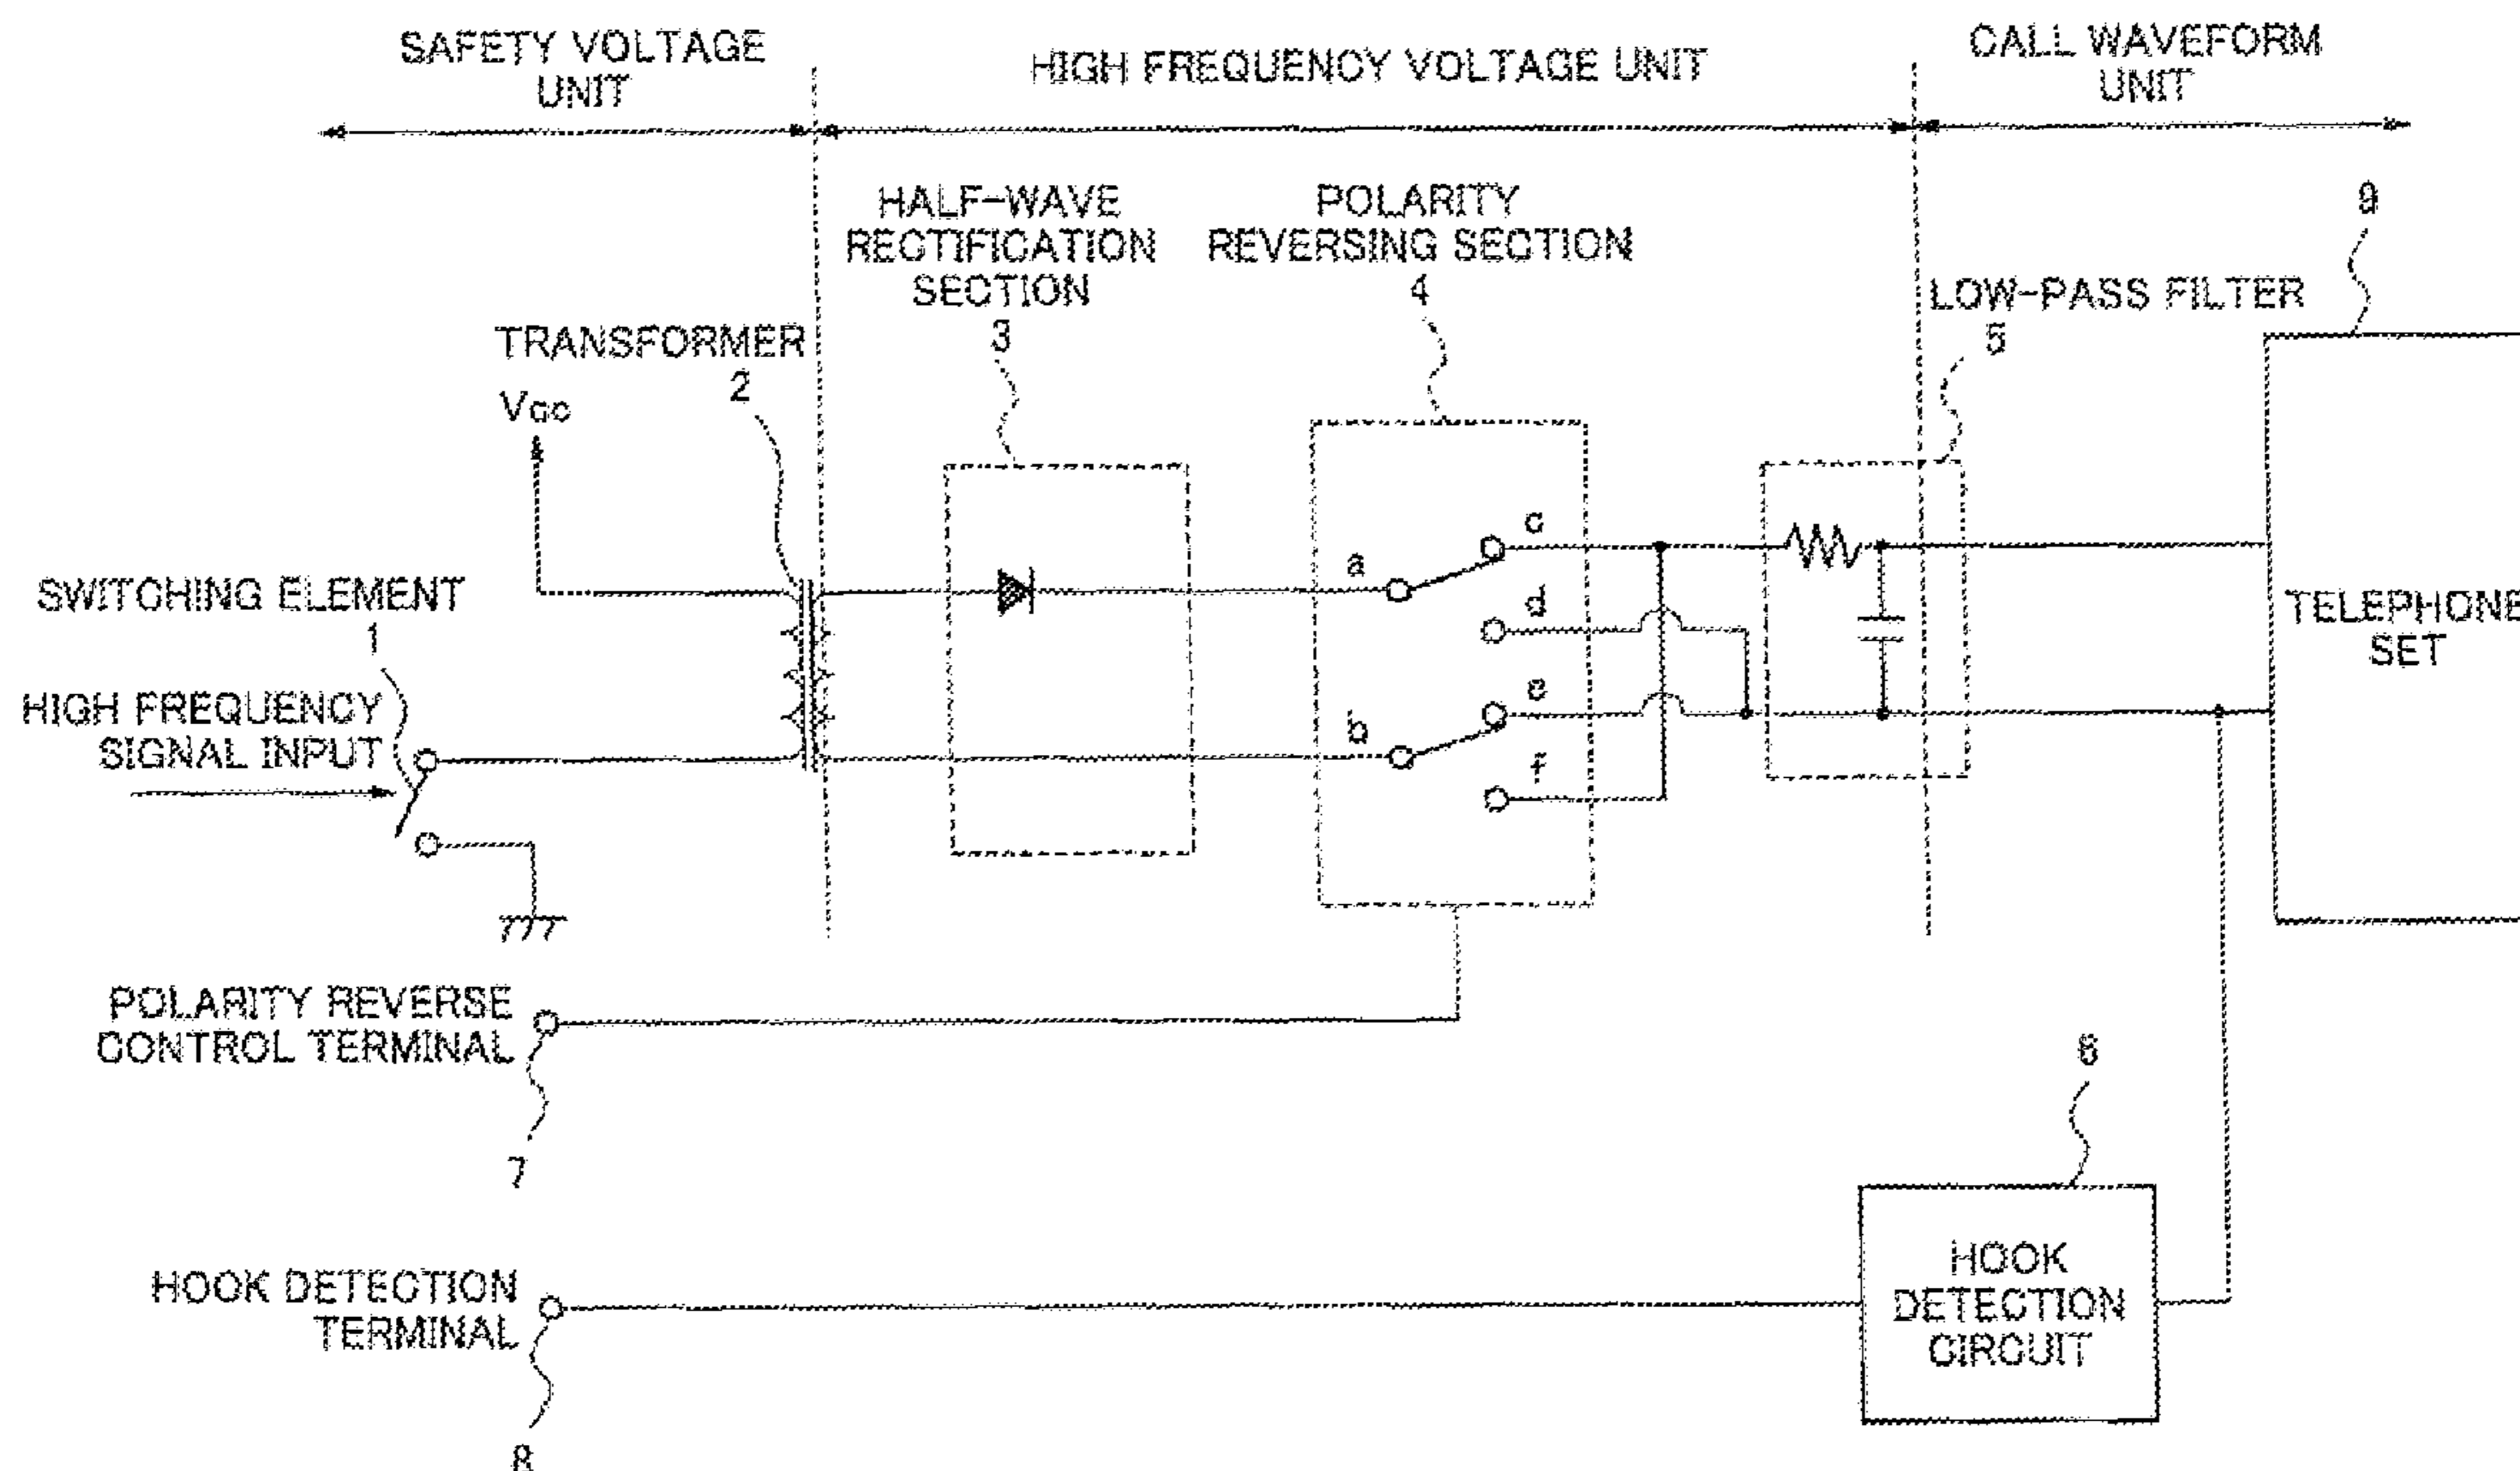 SAFETY VOLTAGE
UNIT
HIGH FREQUENCY VOLTAGE UNIT
CALL WAVEFORM
UNIT
HALF-WAVE
RECTIFICATION
SECTION
3
POLARITY
REVERSING SECTION
4
9
LOW-PASS FILTER
5
TRANSFORMER
2
Vcc
SWITCHING ELEMENT
1
HIGH FREQUENCY
SIGNAL INPUT
a
b
c
d
e
f
TELEPHONE
SET
POLARITY REVERSE
CONTROL TERMINAL
7
6
HOOK DETECTION
TERMINAL
8
HOOK
DETECTION
CIRCUIT